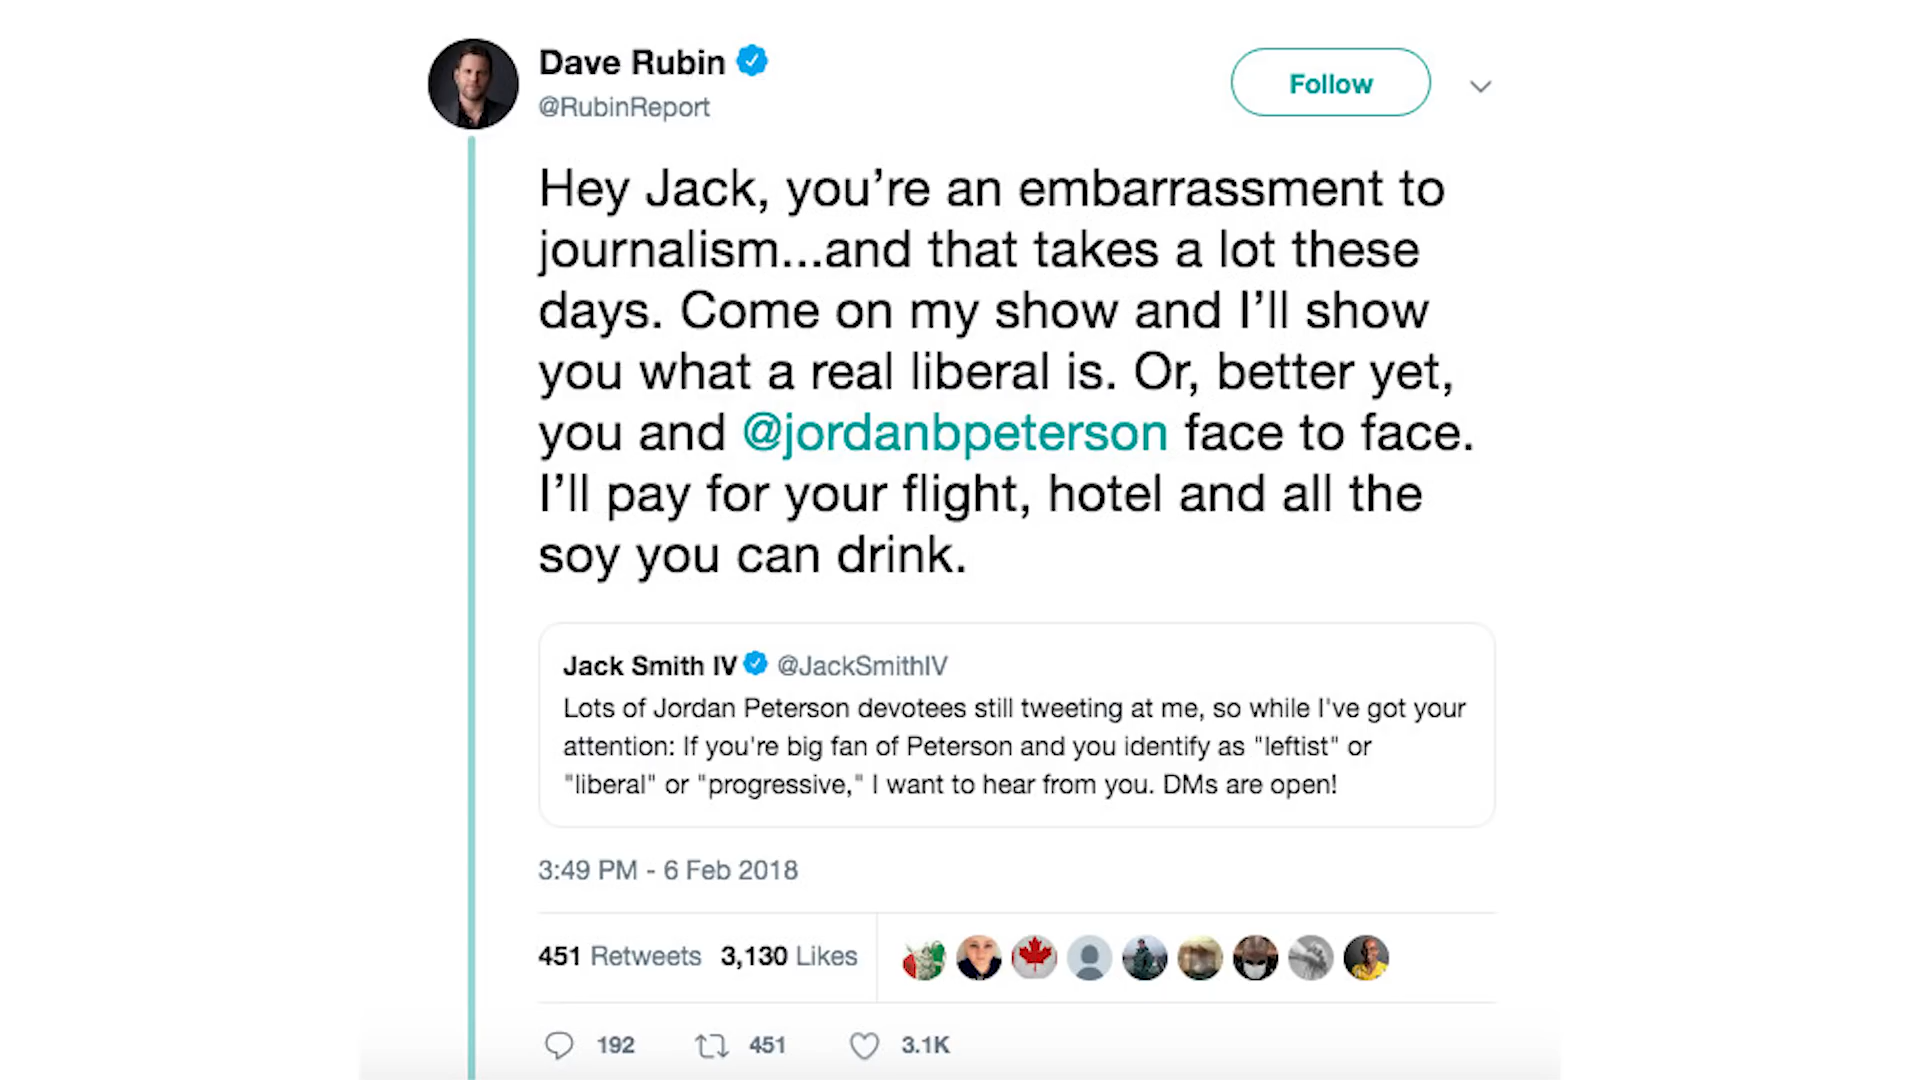 Dave Rubin
@RubinReport
Follow
Hey Jack, you’re an embarrassment to
journalism...and that takes a lot these
days. Come on my show and I’ll show
you what a real liberal is. Or, better yet,
you and @jordanbpeterson face to face.
I’ll pay for your flight, hotel and all the
soy you can drink.
Jack Smith IV @JackSmithIV
Lots of Jordan Peterson devotees still tweeting at me, so while I've got your
attention: If you're big fan of Peterson and you identify as "leftist" or
"liberal" or "progressive," I want to hear from you. DMs are open!
3:49 PM - 6 Feb 2018
451 Retweets 3,130 Likes
192 451 3.1K